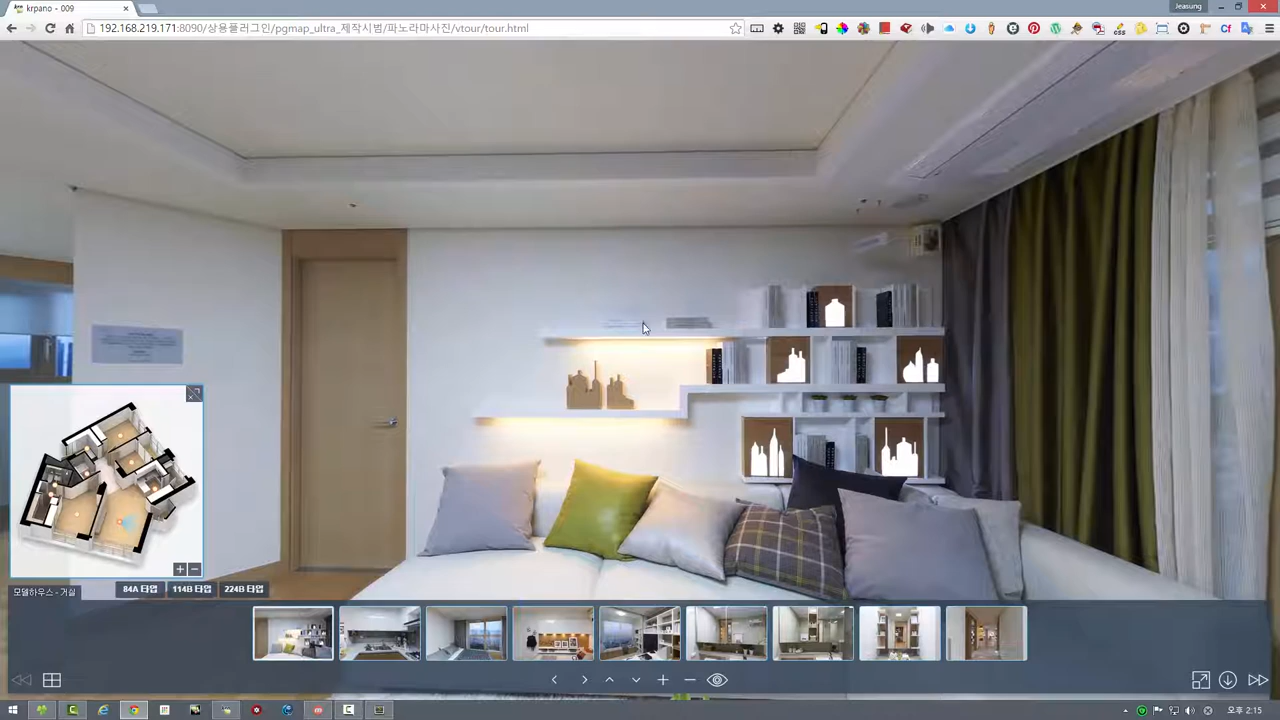 krpano - 009
Jeasung
192.168.219.171:8090/상용플러그인/pgmap_ultra_제작시범/파노라마사진/vtour/tour.html
모델하우스 - 거실
84A 타입
114B 타입
224B 타입
오후 2:15